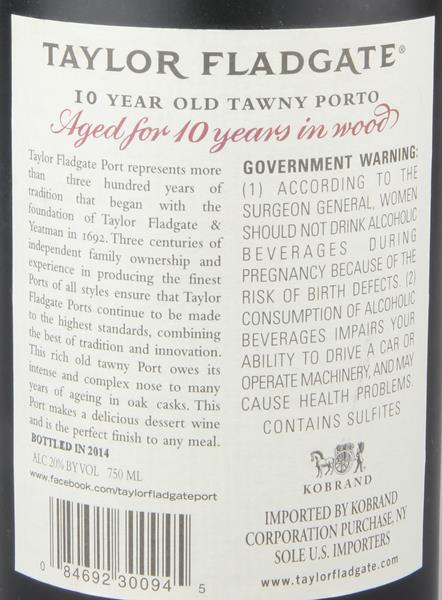 TAYLOR FLADGATE®
10 YEAR OLD TAWNY PORTO
Aged for 10 years in wood
Taylor Fladgate Port represents more
than three hundred years of
tradition that began with the
foundation of Taylor Fladgate &
Yeatman in 1692. Three centuries of
independent family ownership and
experience in producing the finest
Ports of all styles ensure that Taylor
Fladgate Ports continue to be made
to the highest standards, combining
the best of tradition and innovation.
This rich old tawny Port owes its
intense and complex nose to many
years of ageing in oak casks. This
Port makes a delicious dessert wine
and is the perfect finish to any meal.
BOTTLED IN 2014
ALC 20% BY VOL 750 ML
www.facebook.com/taylorfladgateport
0 84692 30094 5
GOVERNMENT WARNING:
(1) ACCORDING TO THE
SURGEON GENERAL, WOMEN
SHOULD NOT DRINK ALCOHOLIC
BEVERAGES DURING
PREGNANCY BECAUSE OF THE
RISK OF BIRTH DEFECTS. (2)
CONSUMPTION OF ALCOHOLIC
BEVERAGES IMPAIRS YOUR
ABILITY TO DRIVE A CAR OR
OPERATE MACHINERY, AND MAY
CAUSE HEALTH PROBLEMS.
CONTAINS SULFITES
KOBRAND
IMPORTED BY KOBRAND
CORPORATION PURCHASE, NY
SOLE U.S. IMPORTERS
www.taylorfladgate.com